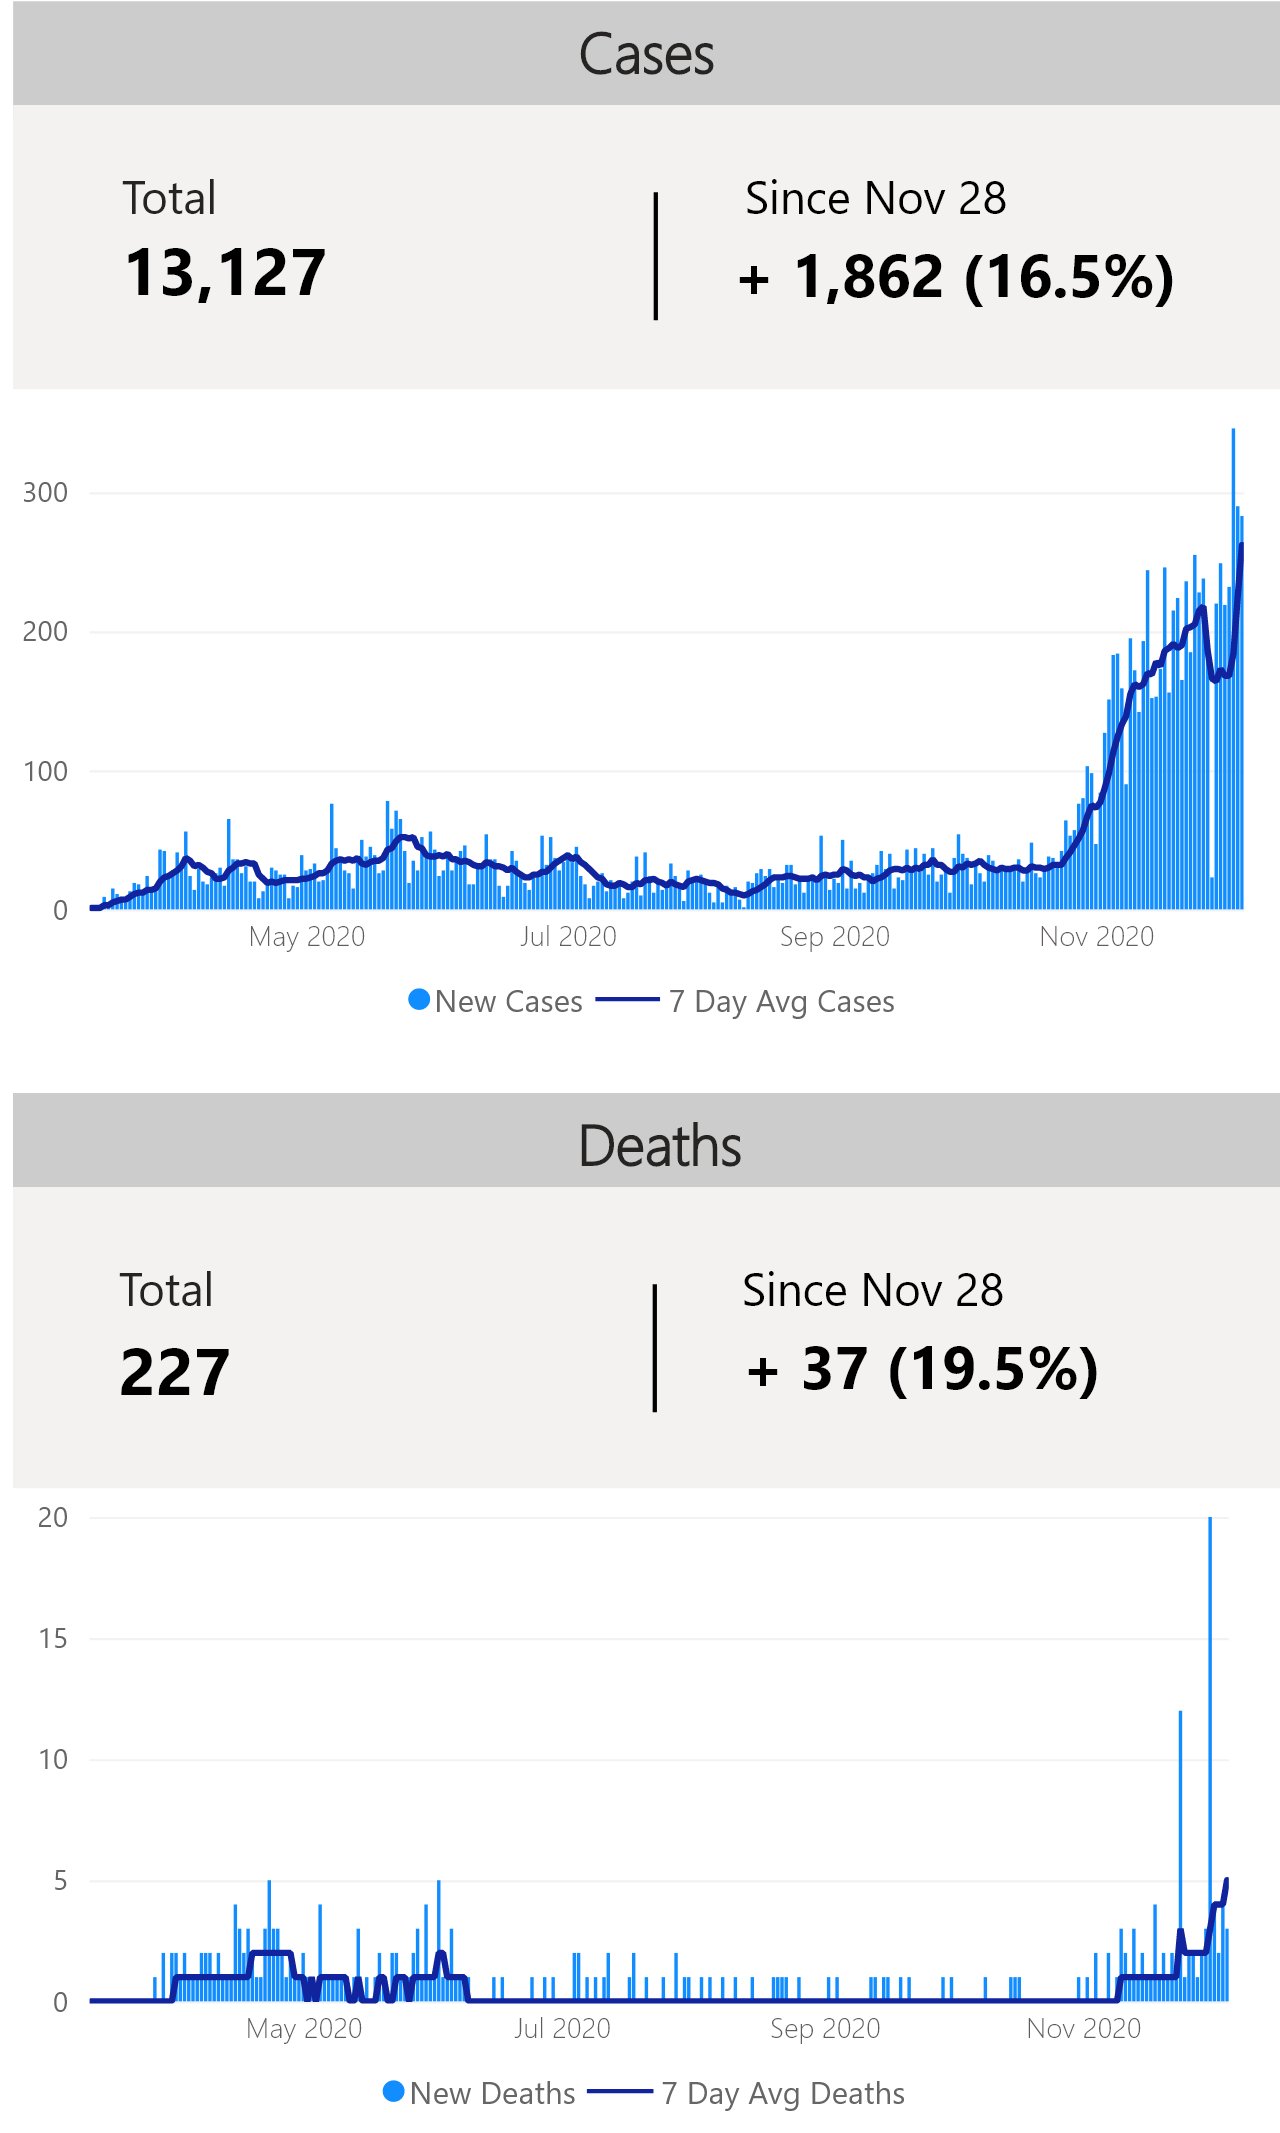 Cases
Total
Since Nov 28
13,127
+ 1,862 (16.5%)
300
200
100
0
May 2020
Jul 2020
Sep 2020
Nov 2020
New Cases
7 Day Avg Cases
Deaths
Total
Since Nov 28
227
+ 37 (19.5%)
20
15
10
5
0
May 2020
Jul 2020
Sep 2020
Nov 2020
New Deaths
7 Day Avg Deaths